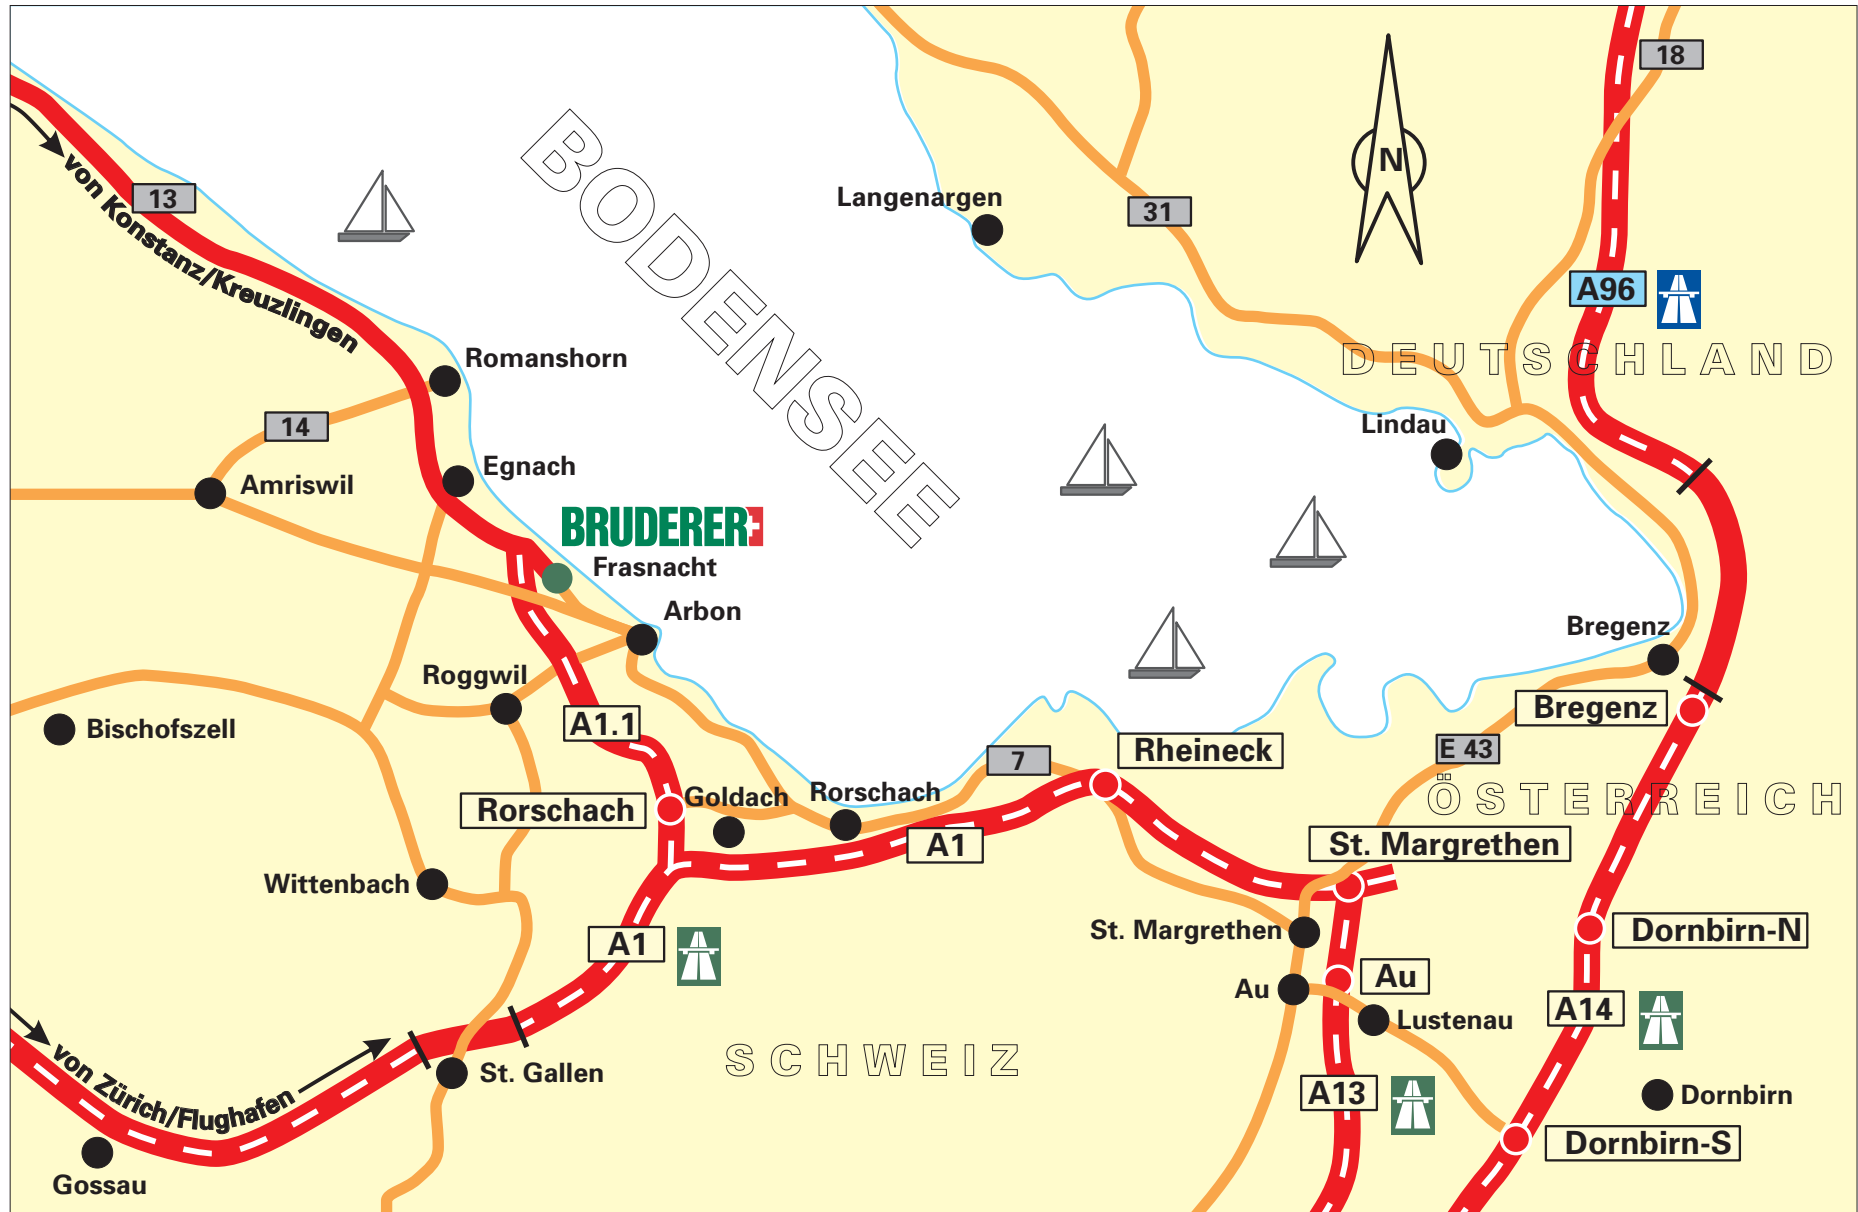 18
13
von Konstanz/Kreuzlingen
BODENSEE
Langenargen
31
N
A96
DEUTSCHLAND
Romanshorn
14
Lindau
Egnach
Amriswil
BRUDERER
Frasnacht
Arbon
Bregenz
Roggwil
Bischofszell
A1.1
Bregenz
E 43
Rheineck
7
Goldach
Rorschach
Rorschach
ÖSTERREICH
A1
St. Margrethen
Wittenbach
St. Margrethen
Dornbirn-N
A1
Au
Au
Lustenau
A14
SCHWEIZ
von Zürich/Flughafen
St. Gallen
A13
Dornbirn
Dornbirn-S
Gossau